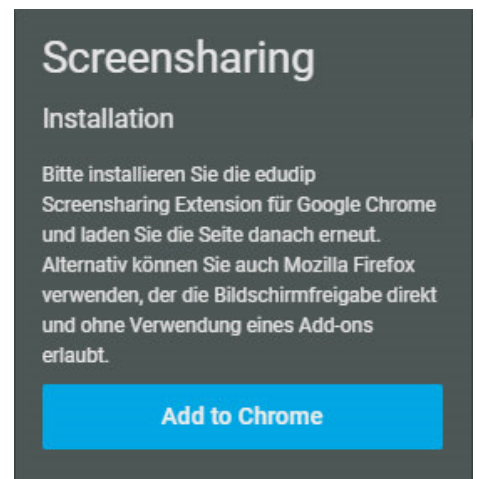 Screensharing
Installation
Bitte installieren Sie die edudip
Screensharing Extension für Google Chrome
und laden Sie die Seite danach erneut.
Alternativ können Sie auch Mozilla Firefox
verwenden, der die Bildschirmfreigabe direkt
und ohne Verwendung eines Add-ons
erlaubt.
Add to Chrome